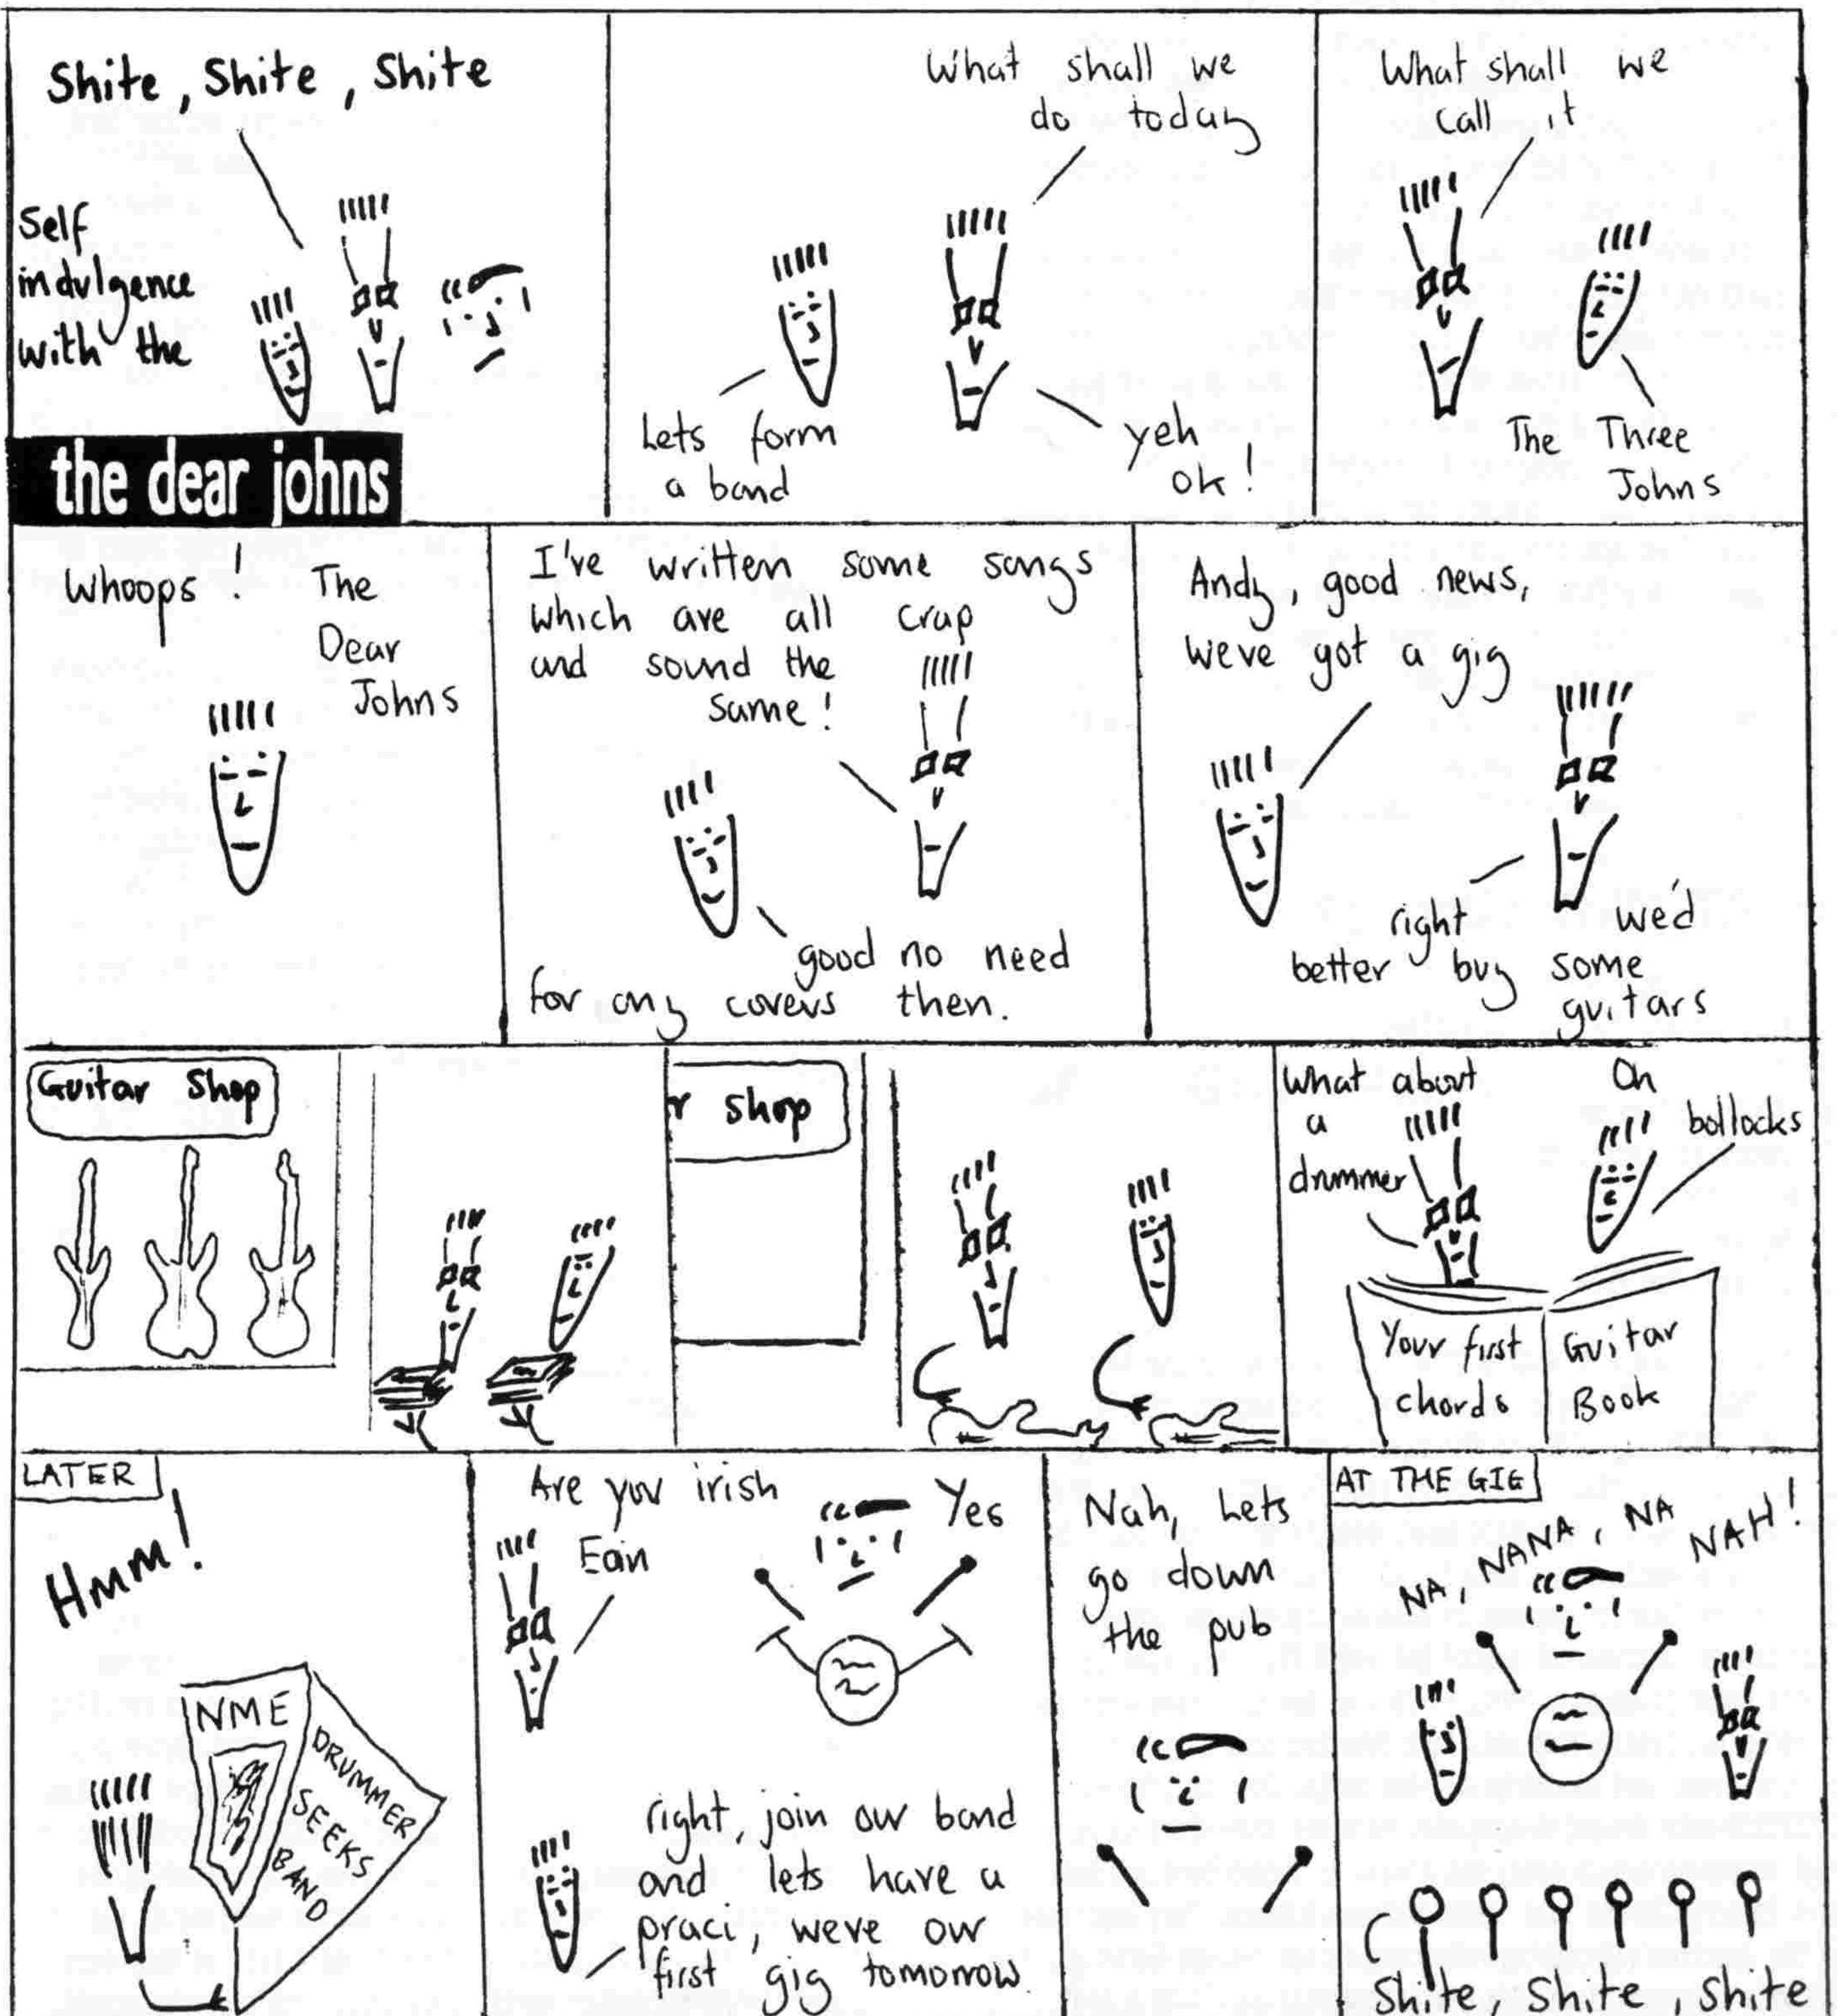 Shite, Shite, Shite
Self
indulgence
with the
the dear johns
What shall we
do today
Lets form
a band
yeh
ok!
What shall we
call it
The Three
Johns
Whoops! The
Dear
Johns
I've written some songs
which are all crap
and sound the
same!
good no need
for any covers then.
Andy, good news,
weve got a gig
right we'd
better buy some
guitars
Guitar Shop
r shop
What about
a
drummer
Oh
bollocks
Your first
chords
Guitar
Book
LATER
Hmm!
NME
DRUMMER
SEEKS
BAND
Are you irish
Eoin
Yes
right, join our band
and lets have a
praci, weve our
first gig tomorrow
Nah, Lets
go down
the pub
AT THE GIG
NA, NANA, NA
NAH!
Shite, Shite, Shite